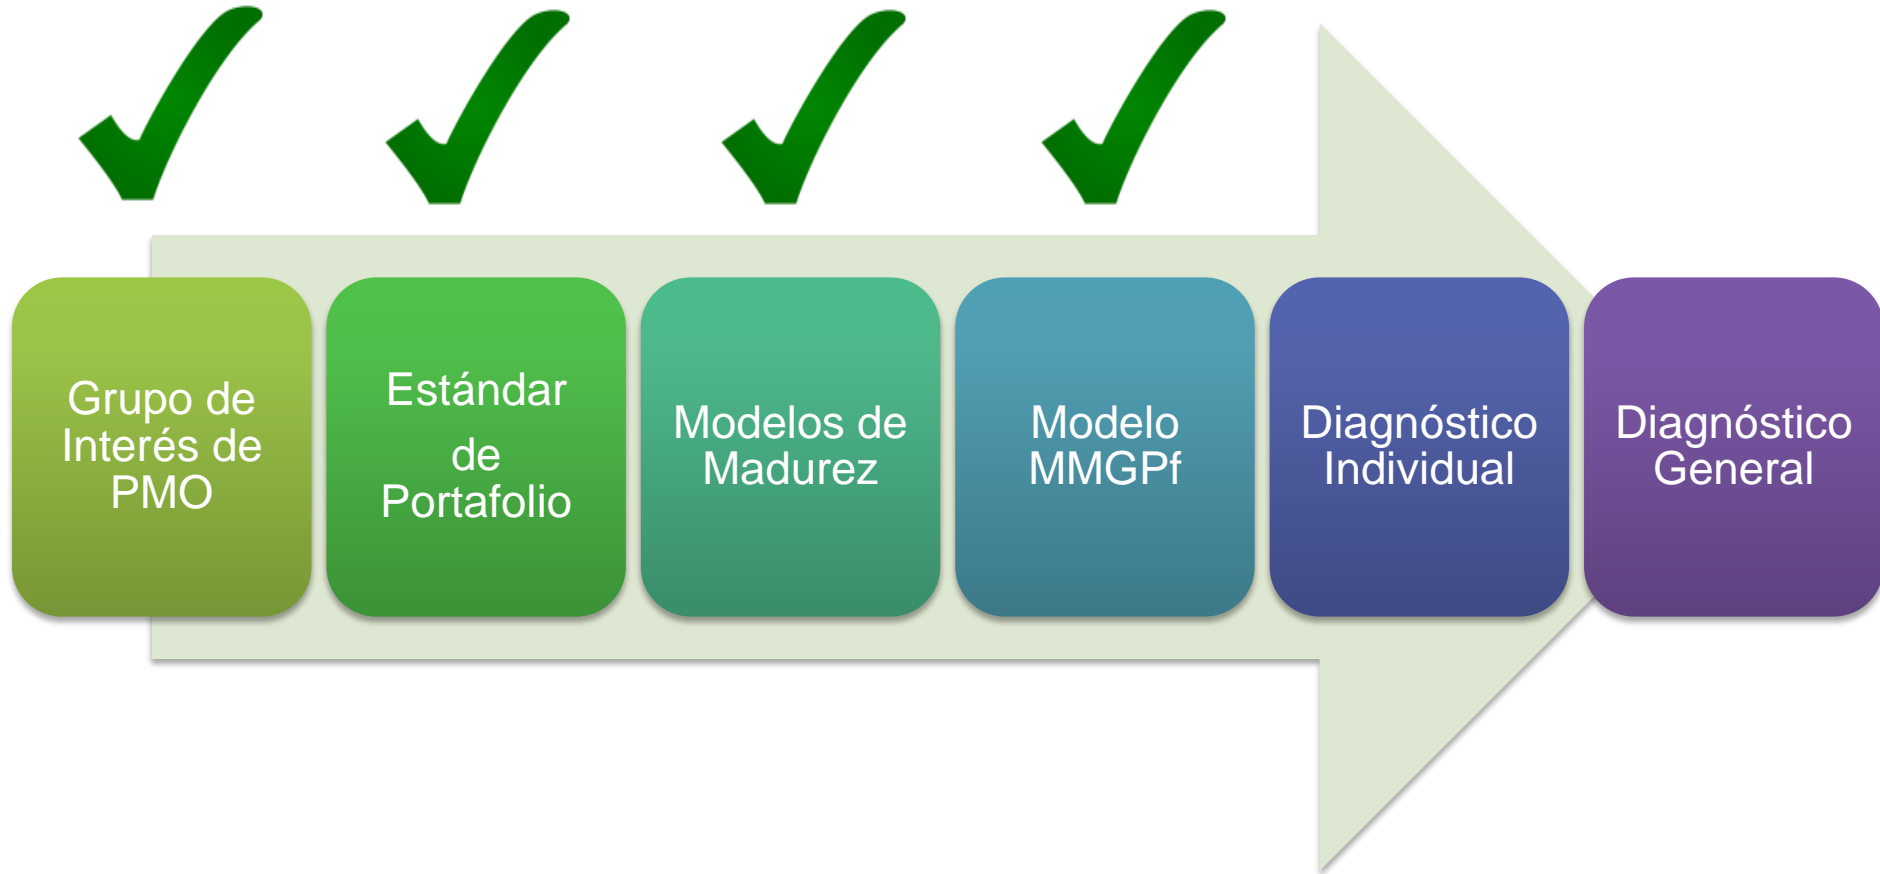 Grupo de
Interés de
PMO
Estándar
de
Portafolio
Modelos de
Madurez
Modelo
MMGPf
Diagnóstico
Individual
Diagnóstico
General